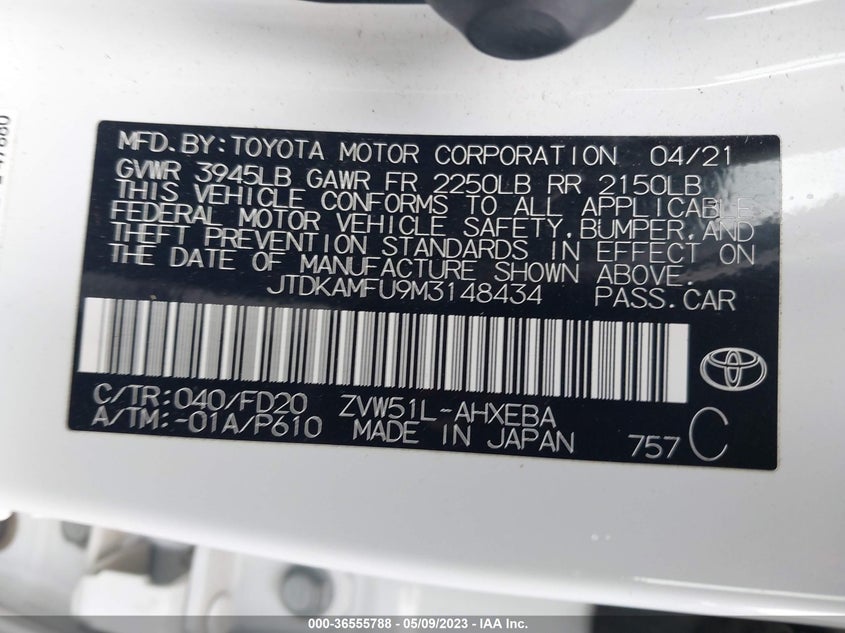 MFD.BY:TOYOTA MOTOR CORPORATION 04/21
GVWR 3945LB GAWR FR 2250LB RR 2150LB
THIS VEHICLE CONFORMS TO ALL APPLICABLE
FEDERAL MOTOR VEHICLE SAFETY,BUMPER,AND
THEFT PREVENTION STANDARDS IN EFFECT ON
THE DATE OF MANUFACTURE SHOWN ABOVE.
JTDKAMFU9M3148434 PASS.CAR
C/TR:040/FD20 ZVW51L-AHXEBA
A/TM:-01A/P610 MADE IN JAPAN 757 C
000-36555788 - 05/09/2023 - IAA Inc.